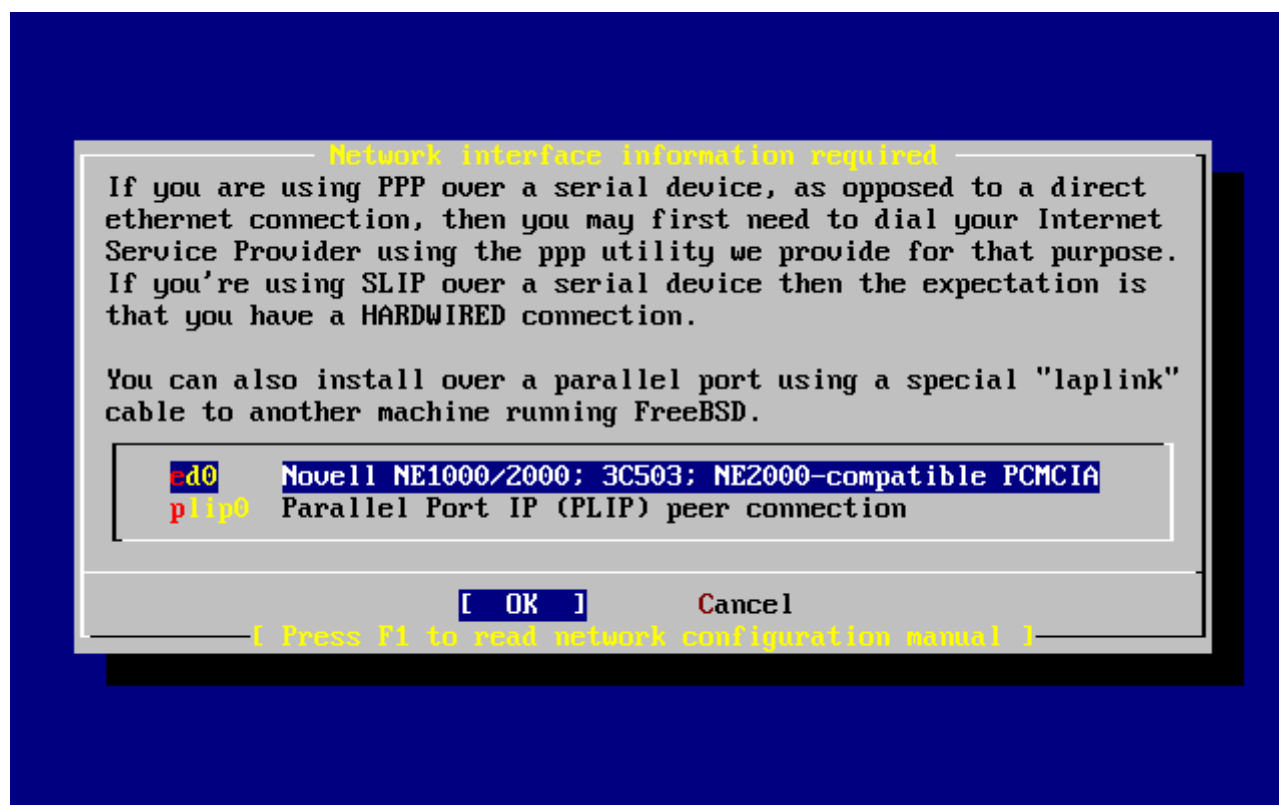 Network interface information required
If you are using PPP over a serial device, as opposed to a direct
ethernet connection, then you may first need to dial your Internet
Service Provider using the ppp utility we provide for that purpose.
If you're using SLIP over a serial device then the expectation is
that you have a HARDWIRED connection.
You can also install over a parallel port using a special "laplink"
cable to another machine running FreeBSD.
ed0 Novell NE1000/2000; 3C503; NE2000-compatible PCMCIA
plip0 Parallel Port IP (PLIP) peer connection
[ OK ] Cancel
[ Press F1 to read network configuration manual ]